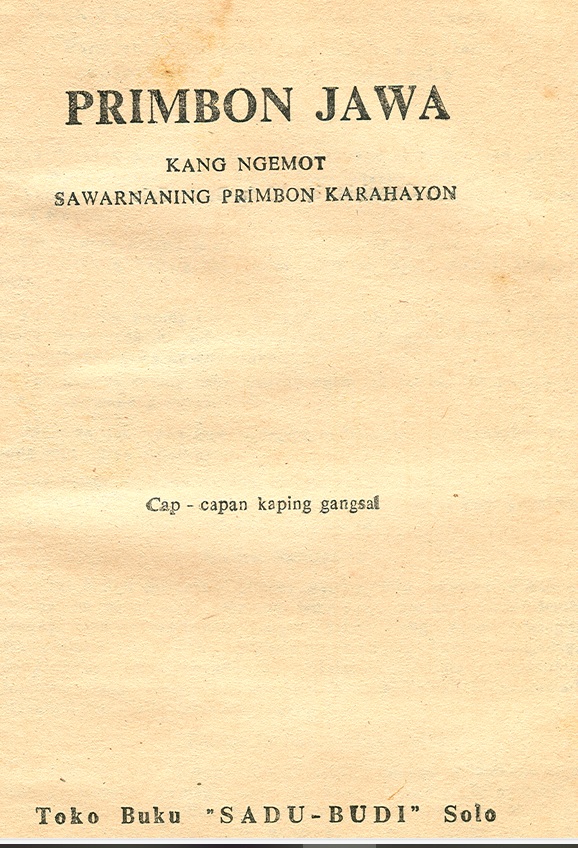 PRIMBON JAWA
KANG NGEMOT
SAWARNANING PRIMBON KARAHAYON
Cap - capan kaping gangsal
Toko Buku "SADU-BUDI" Solo